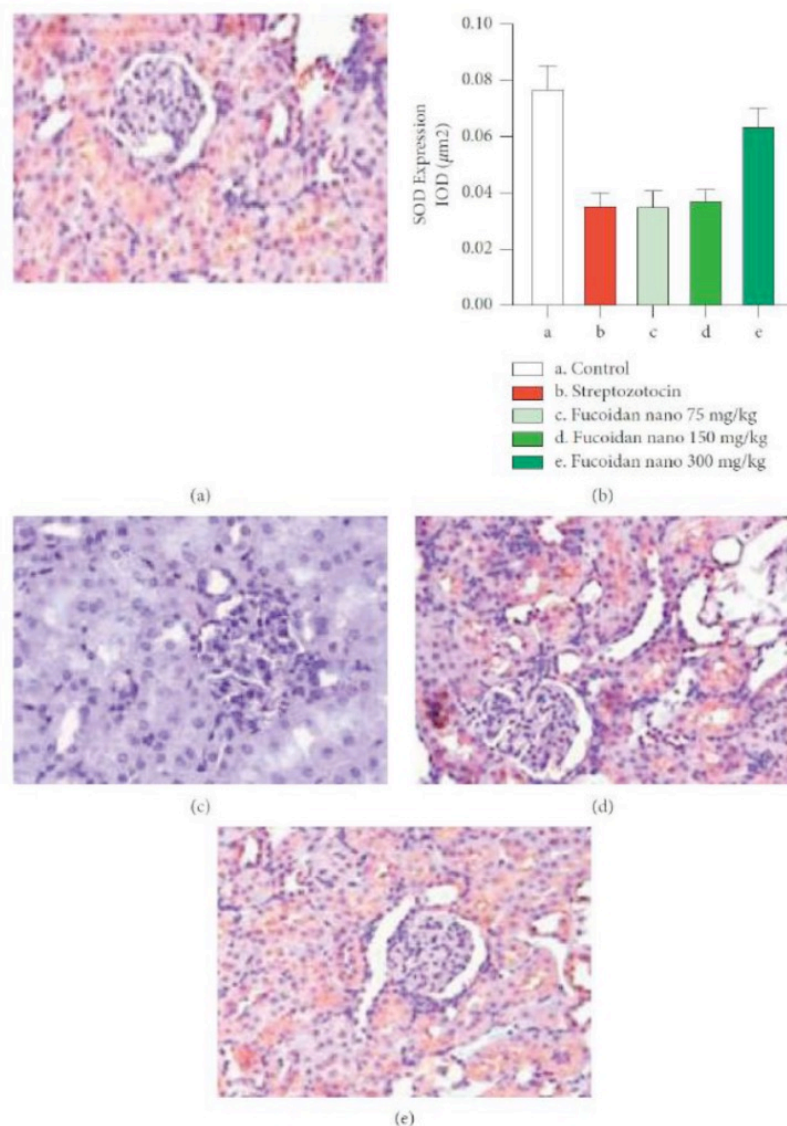 0.10
0.08
0.06
0.04
0.02
0.00
SOD Expression
IOD (μm2)
a b c d e
a. Control
b. Streptozotocin
c. Fucoidan nano 75 mg/kg
d. Fucoidan nano 150 mg/kg
e. Fucoidan nano 300 mg/kg
(a) (b)
(c) (d)
(e)